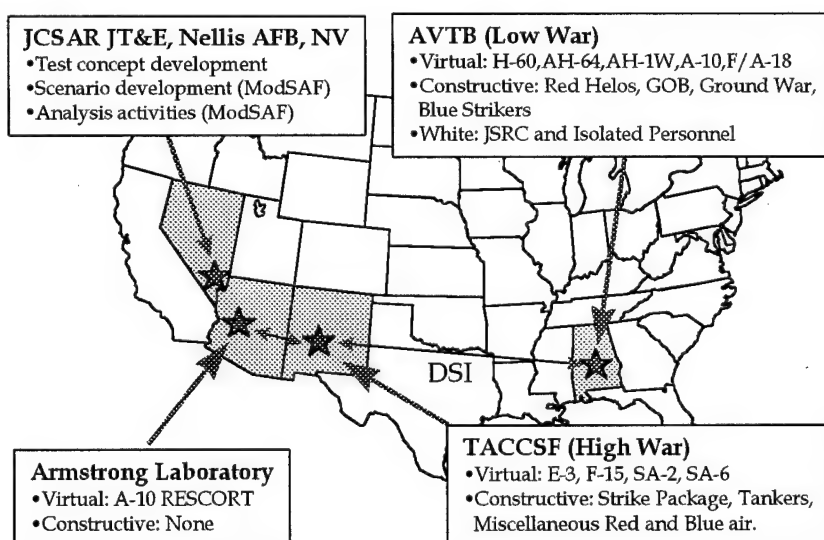 JCSAR JT&E, Nellis AFB, NV
•Test concept development
•Scenario development (ModSAF)
•Analysis activities (ModSAF)
AVTB (Low War)
•Virtual: H-60,AH-64,AH-1W,A-10,F/A-18
•Constructive: Red Helos, GOB, Ground War,
Blue Strikers
•White: JSRC and Isolated Personnel
DSI
Armstrong Laboratory
•Virtual: A-10 RESCORT
•Constructive: None
TACCSF (High War)
•Virtual: E-3, F-15, SA-2, SA-6
•Constructive: Strike Package, Tankers,
Miscellaneous Red and Blue air.